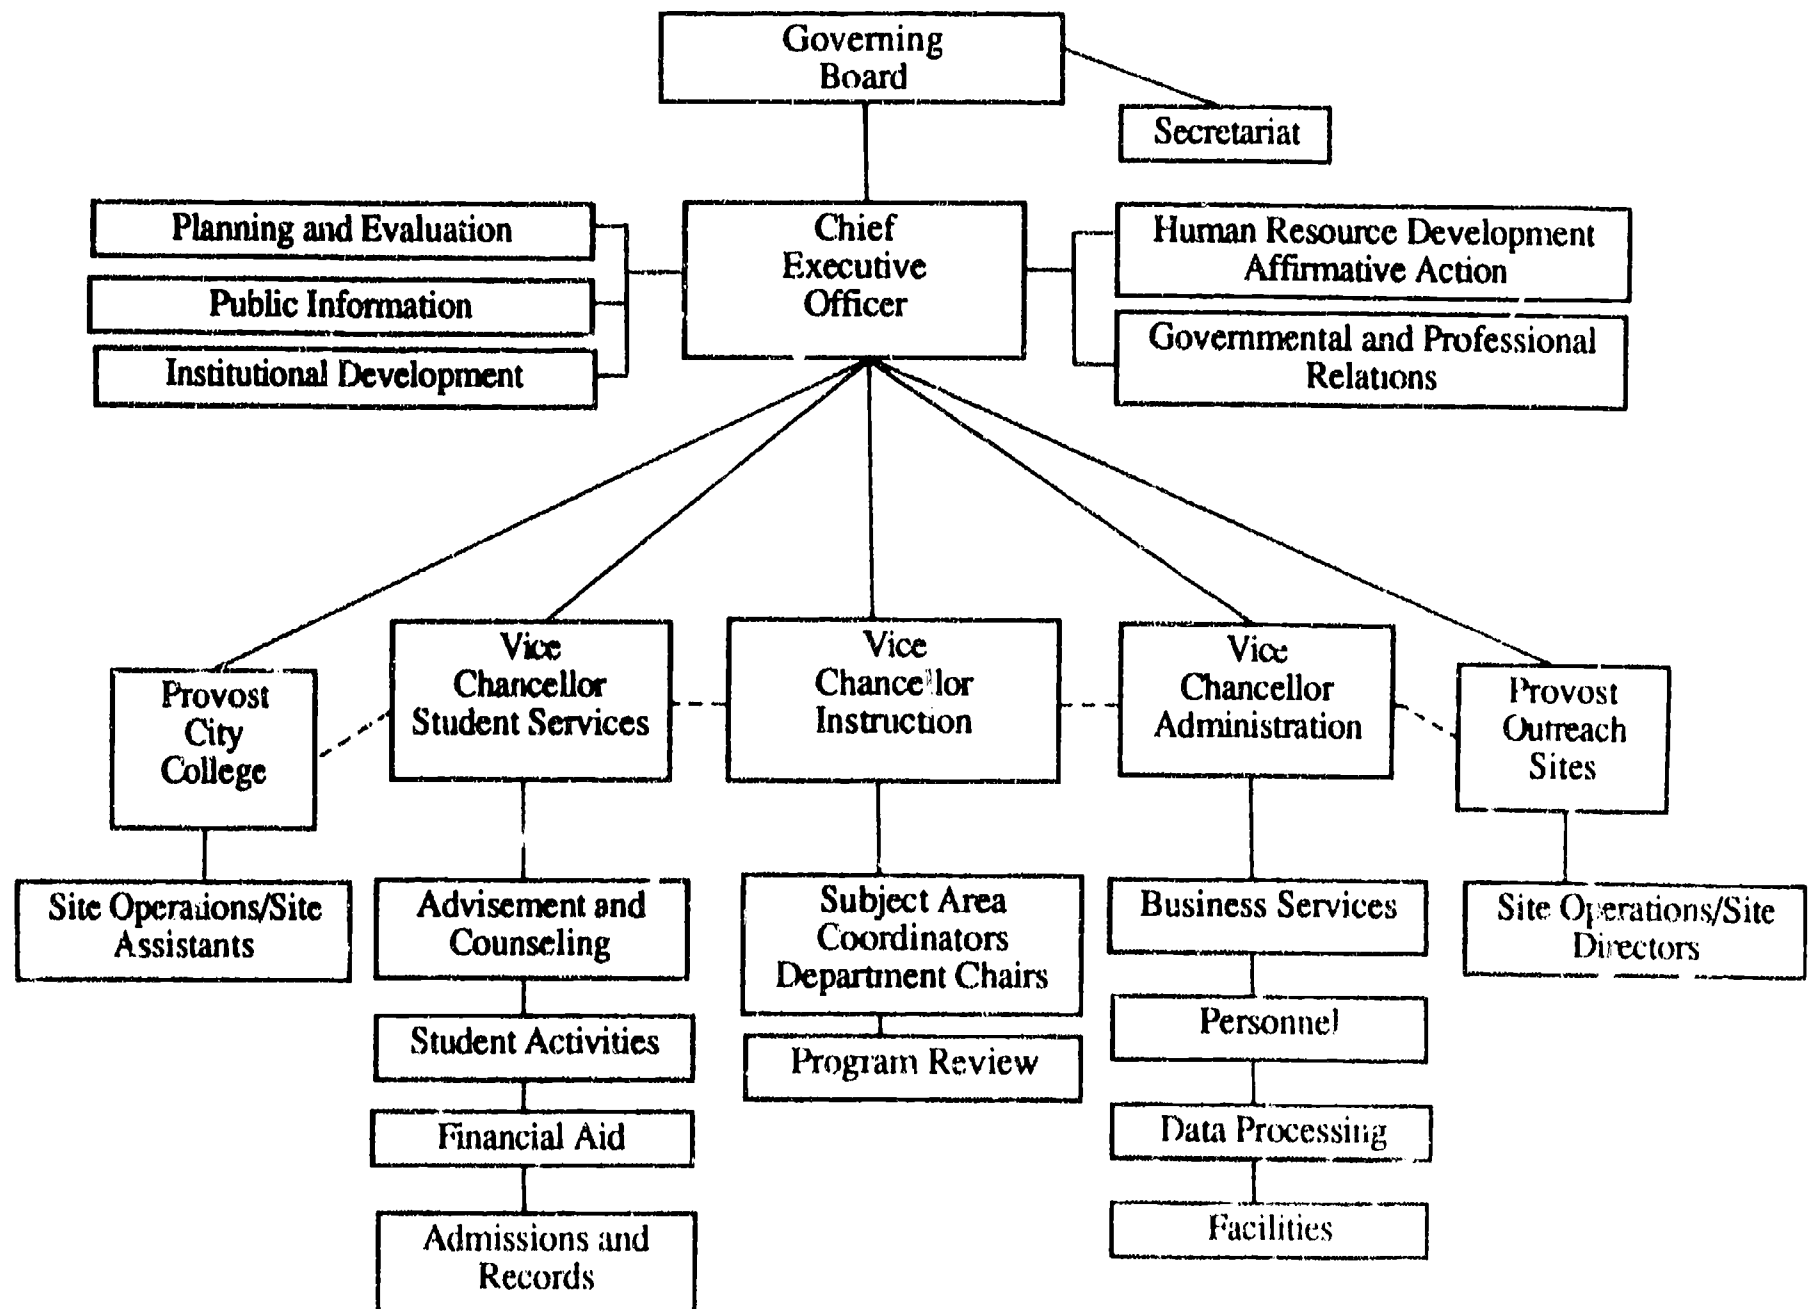 Governing
Board
Secretariat
Planning and Evaluation
Public Information
Institutional Development
Chief
Executive
Officer
Human Resource Development
Affirmative Action
Governmental and Professional
Relations
Provost
City
College
Vice
Chancellor
Student Services
Vice
Chancellor
Instruction
Vice
Chancellor
Administration
Provost
Outreach
Sites
Site Operations/Site
Assistants
Advisement and
Counseling
Student Activities
Financial Aid
Admissions and
Records
Subject Area
Coordinators
Department Chairs
Program Review
Business Services
Personnel
Data Processing
Facilities
Site Operations/Site
Directors